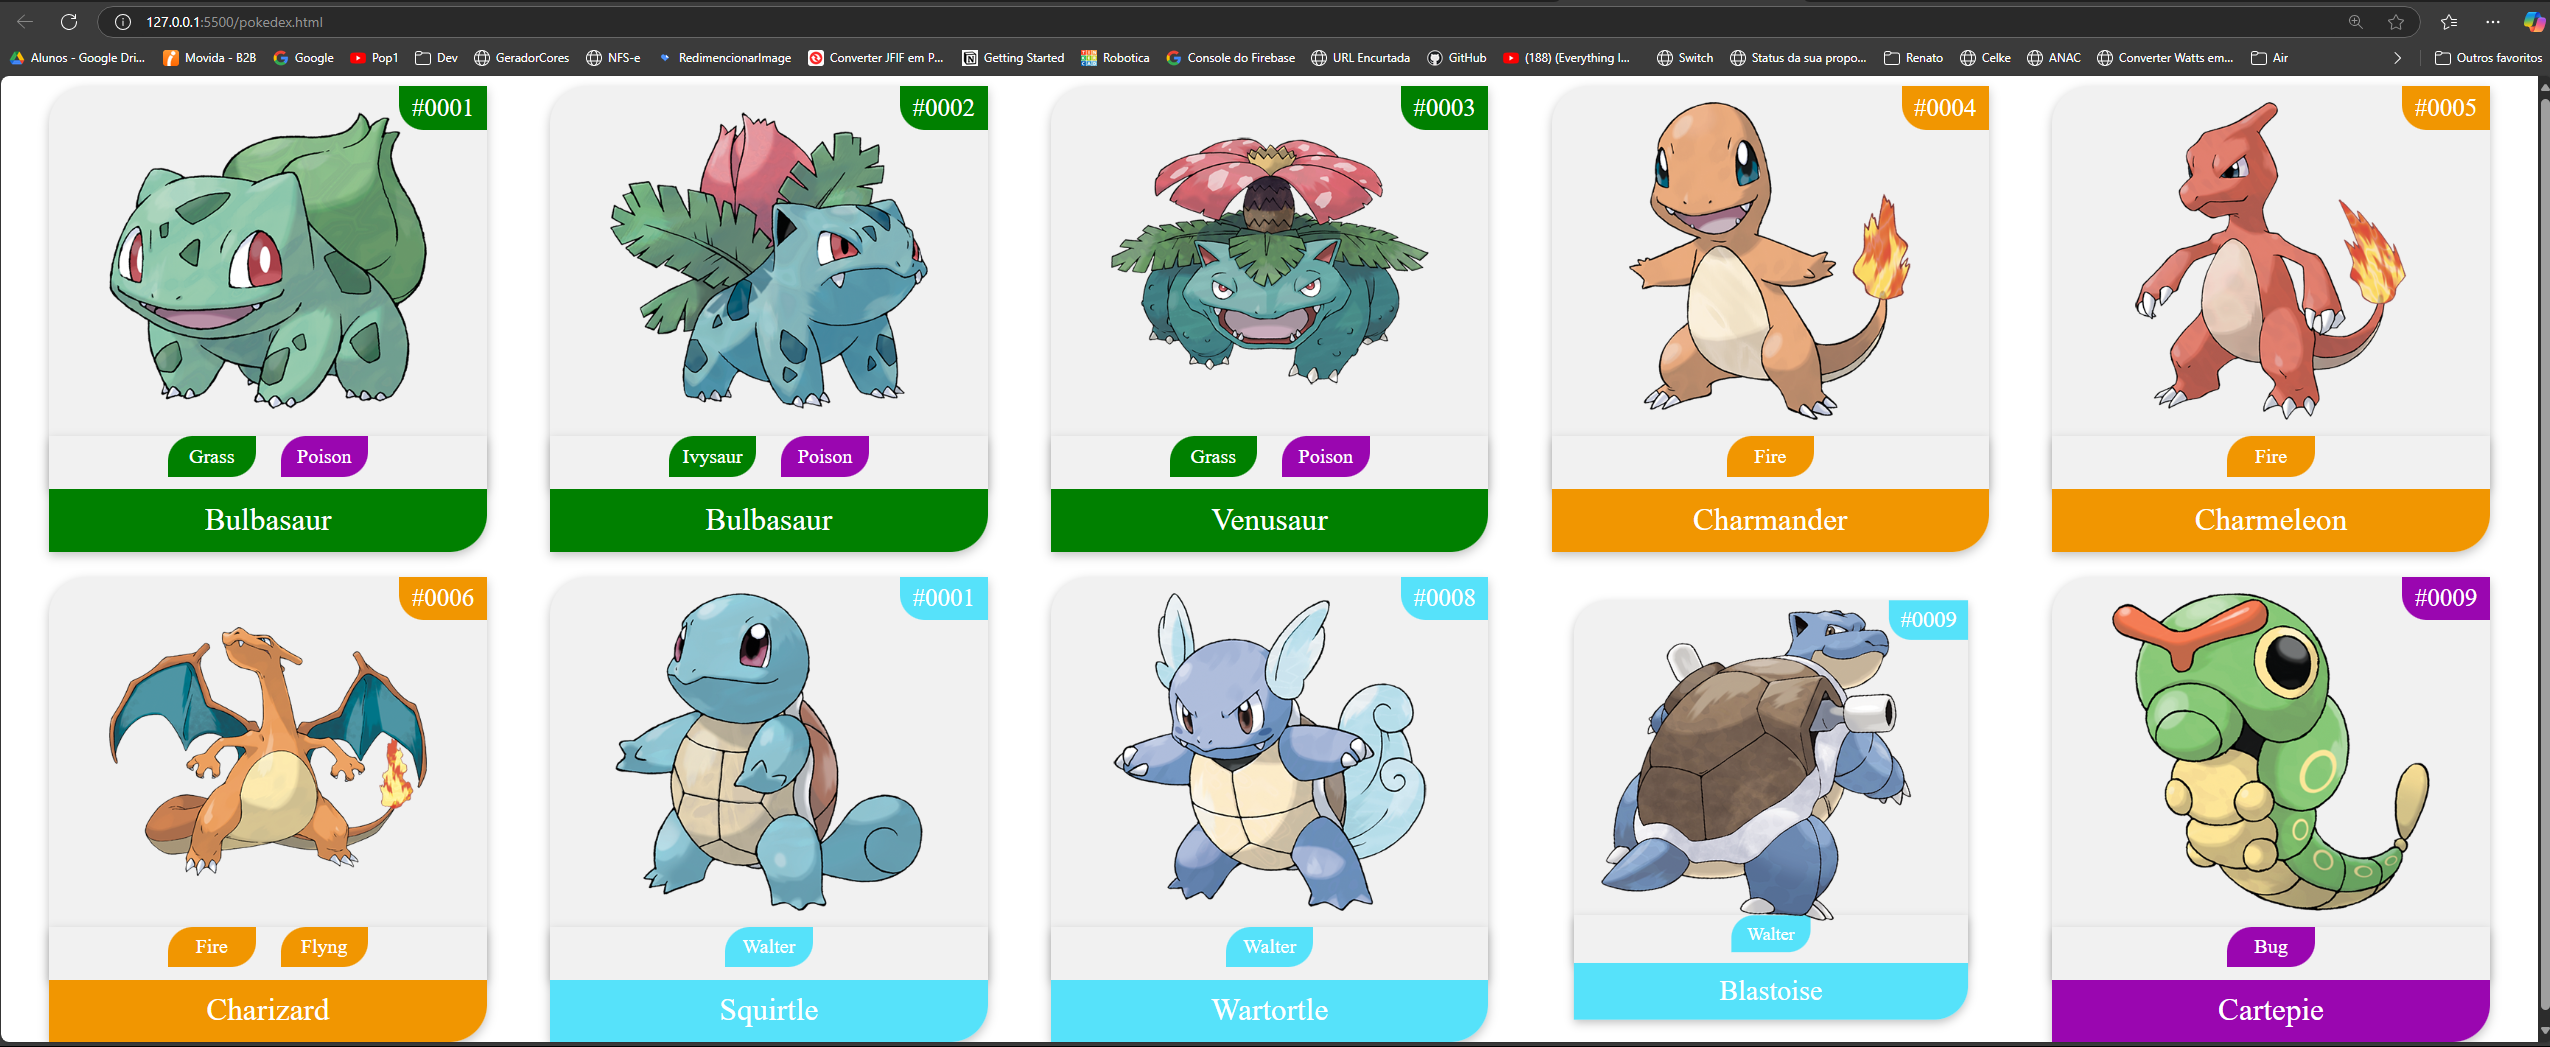 127.0.0.1:5500/pokedex.html
Alunos - Google Dri... Movida - B2B Google Pop1 Dev GeradorCores NFS-e RedimencionarImage Converter JFIF em P... Getting Started Robotica Console do Firebase URL Encurtada GitHub (188) (Everything I... Switch Status da sua propo... Renato Celke ANAC Converter Watts em... Air Outros favoritos
#0001 #0002 #0003 #0004 #0005
Grass Poison Ivysaur Poison Grass Poison Fire Fire
Bulbasaur Bulbasaur Venusaur Charmander Charmeleon
#0006 #0001 #0008 #0009 #0009
Fire Flyng Walter Walter Walter Bug
Charizard Squirtle Wartortle Blastoise Cartepie